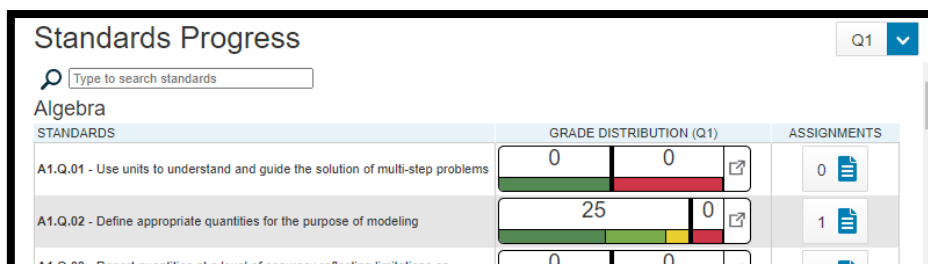 Standards Progress
Q1
Type to search standards
Algebra
STANDARDS GRADE DISTRIBUTION (Q1) ASSIGNMENTS
A1.Q.01 - Use units to understand and guide the solution of multi-step problems 0 0 0
A1.Q.02 - Define appropriate quantities for the purpose of modeling 25 0 1
0 0